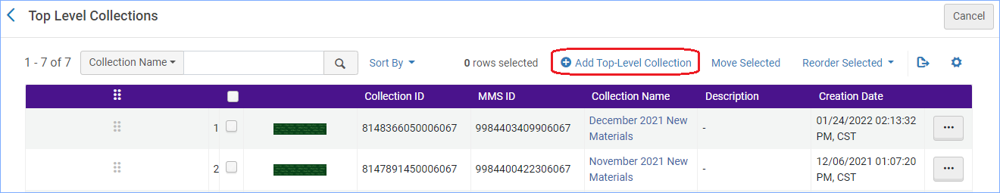 Top Level Collections
Cancel
1 - 7 of 7 Collection Name Sort By 0 rows selected Add Top-Level Collection Move Selected Reorder Selected
Collection ID MMS ID Collection Name Description Creation Date
1 8148366050006067 9984403409906067 December 2021 New Materials - 01/24/2022 02:13:32 PM, CST
2 8147891450006067 9984400422306067 November 2021 New Materials - 12/06/2021 01:07:20 PM, CST